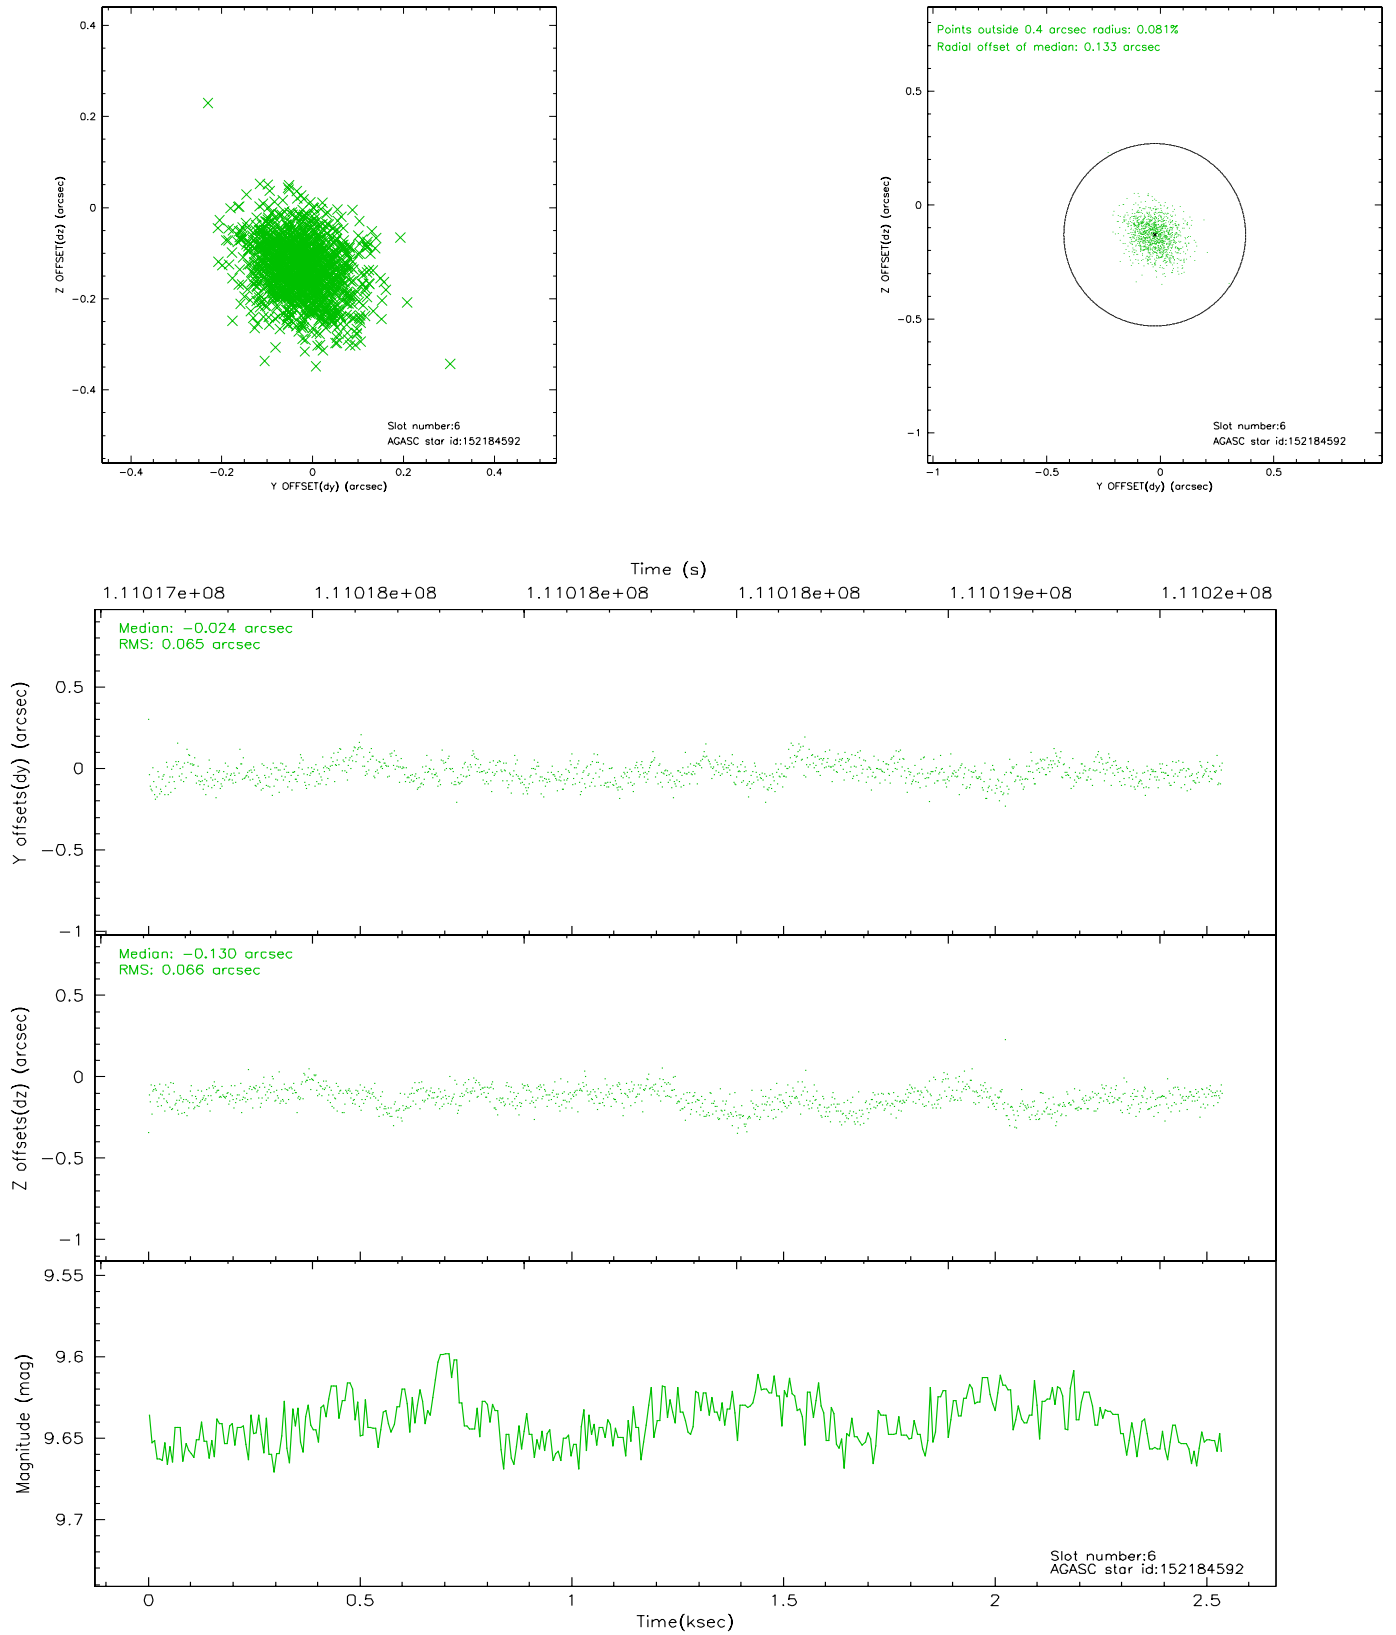 0.4
0.2
0
−0.2
−0.4
Z OFFSET(dz) (arcsec)
Slot number:6
AGASC star id:152184592
−0.4
−0.2
0
0.2
0.4
Y OFFSET(dy) (arcsec)
Points outside 0.4 arcsec radius: 0.081%
Radial offset of median: 0.133 arcsec
0.5
0
−0.5
−1
Z OFFSET(dz) (arcsec)
Slot number:6
AGASC star id:152184592
−1
−0.5
0
0.5
Y OFFSET(dy) (arcsec)
Time (s)
1.11017e+08
1.11018e+08
1.11018e+08
1.11018e+08
1.11019e+08
1.1102e+08
Median: −0.024 arcsec
RMS: 0.065 arcsec
0.5
0
−0.5
−1
Y offsets(dy) (arcsec)
Median: −0.130 arcsec
RMS: 0.066 arcsec
0.5
0
−0.5
−1
Z offsets(dz) (arcsec)
9.55
9.6
9.65
9.7
Magnitude (mag)
Slot number:6
AGASC star id:152184592
0
0.5
1
1.5
2
2.5
Time(ksec)